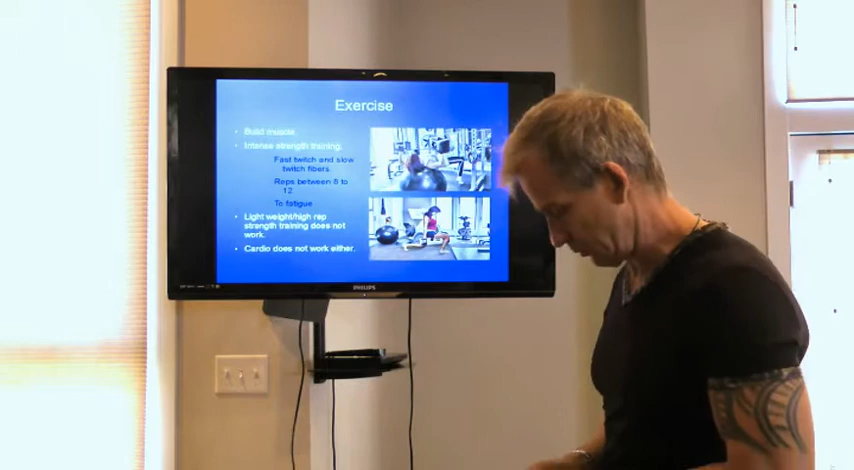 Exercise
Build muscle.
Intense strength training.
Fast twitch and slow
twitch fibers.
Reps between 8 to
12
To fatigue
Light weight/high rep
strength training does not
work.
Cardio does not work either.
PHILIPS